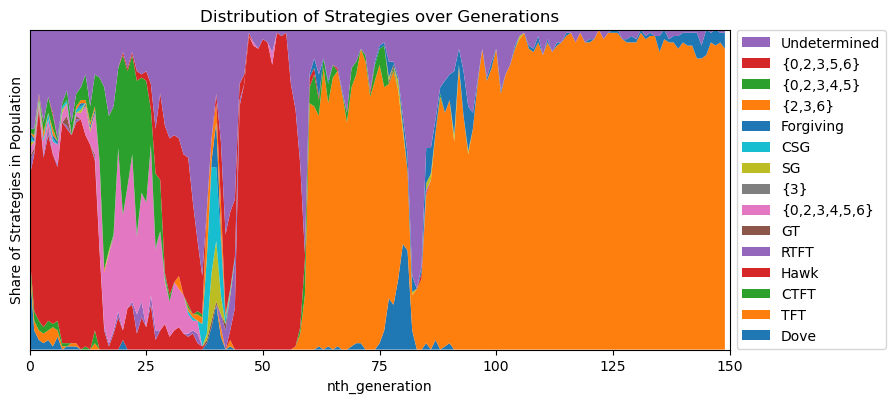 Distribution of Strategies over Generations
Share of Strategies in Population
0
25
50
75
100
125
150
nth_generation
Undetermined
{0,2,3,5,6}
{0,2,3,4,5}
{2,3,6}
Forgiving
CSG
SG
{3}
{0,2,3,4,5,6}
GT
RTFT
Hawk
CTFT
TFT
Dove